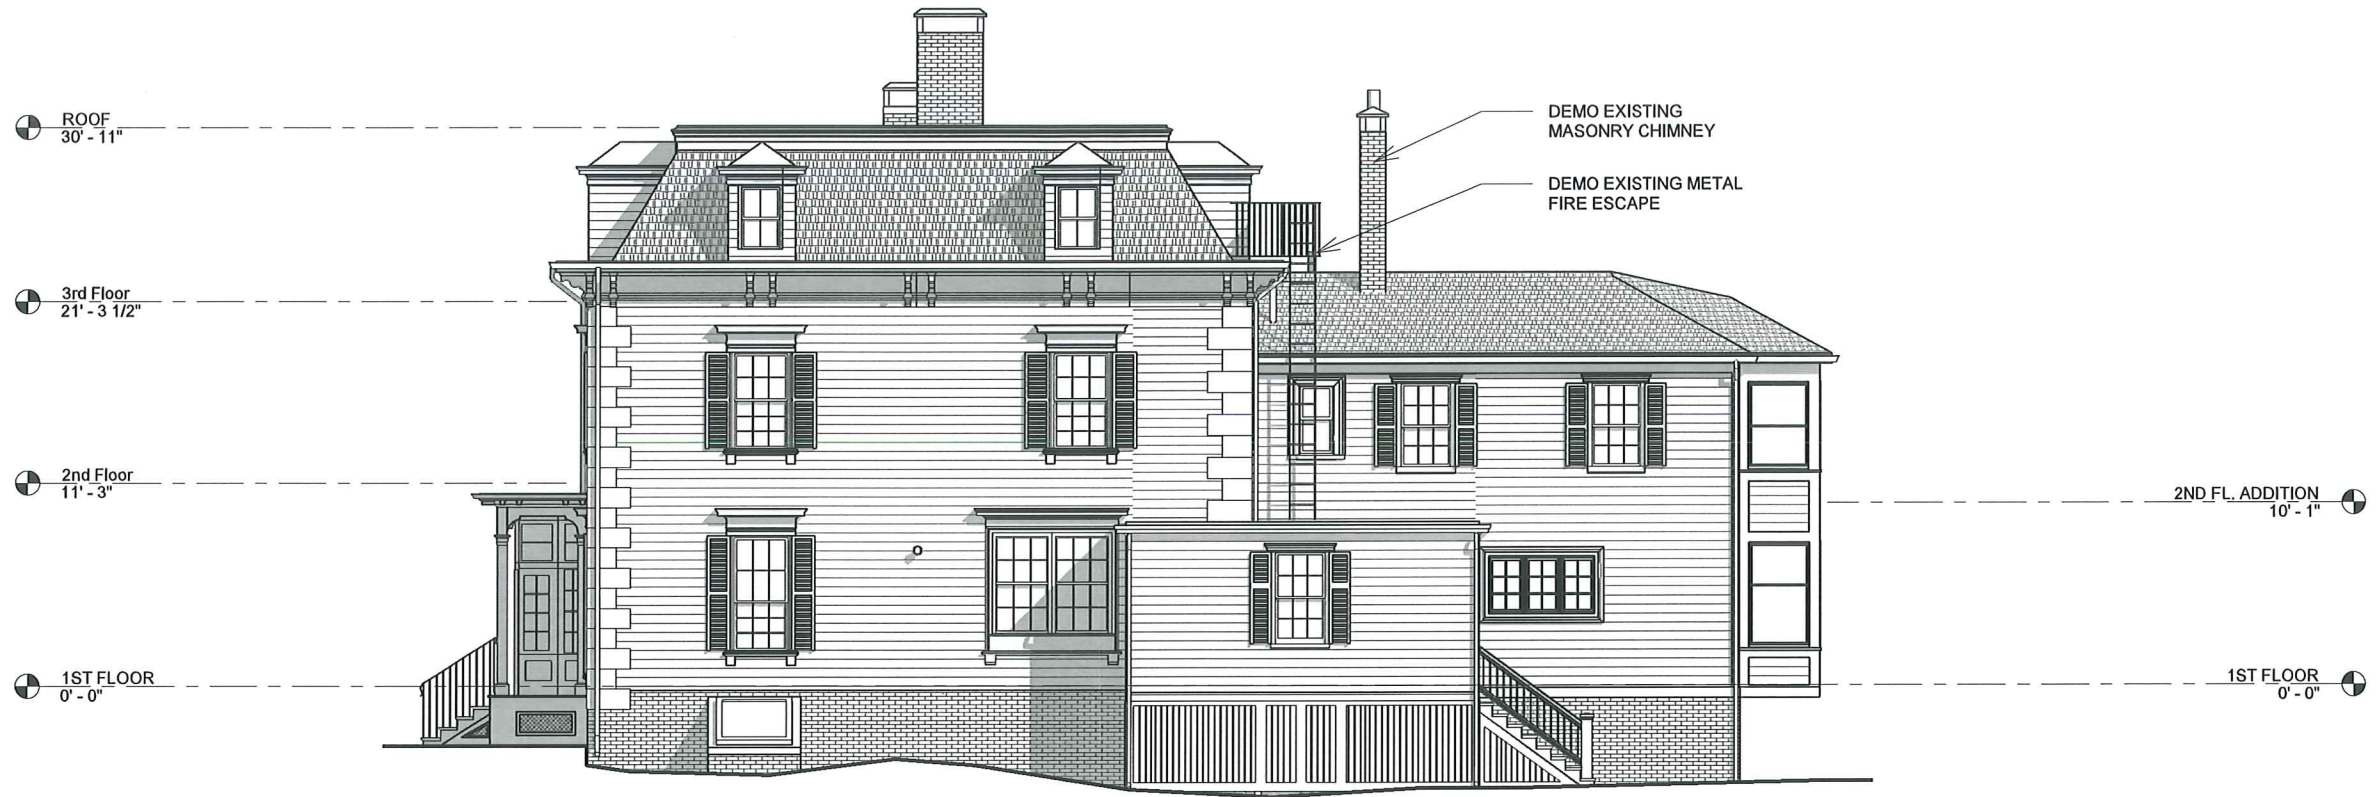 ROOF
30' - 11"
DEMO EXISTING
MASONRY CHIMNEY
DEMO EXISTING METAL
FIRE ESCAPE
3rd Floor
21' - 3 1/2"
2nd Floor
11' - 3"
2ND FL. ADDITION
10' - 1"
1ST FLOOR
0' - 0"
1ST FLOOR
0' - 0"